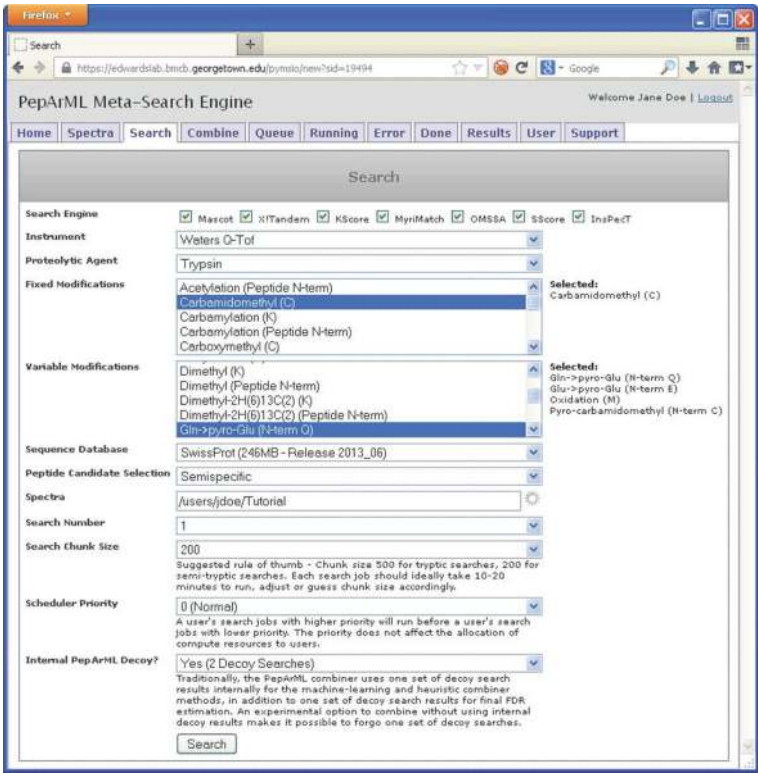 Firefox
Search
https://edwardslab.bmcb.georgetown.edu/pymsio/new?sid=19494
Google
PepArML Meta-Search Engine
Welcome Jane Doe | Logout
Home Spectra Search Combine Queue Running Error Done Results User Support
Search
Search Engine Mascot X!Tandem KScore MyriMatch OMSSA SScore InsPecT
Instrument Waters Q-Tof
Proteolytic Agent Trypsin
Fixed Modifications Acetylation (Peptide N-term) Selected:
Carbamidomethyl (C) Carbamidomethyl (C)
Carbamylation (K)
Carbamylation (Peptide N-term)
Carboxymethyl (C)
Variable Modifications Dimethyl (K) Selected:
Dimethyl (Peptide N-term) Gln->pyro-Glu (N-term Q)
Dimethyl-2H(6)13C(2) (K) Glu->pyro-Glu (N-term E)
Dimethyl-2H(6)13C(2) (Peptide N-term) Oxidation (M)
Gln->pyro-Glu (N-term Q) Pyro-carbamidomethyl (N-term C)
Sequence Database SwissProt (246MB - Release 2013_06)
Peptide Candidate Selection Semispecific
Spectra /users/jdoe/Tutorial
Search Number 1
Search Chunk Size 200
Suggested rule of thumb - Chunk size 500 for tryptic searches, 200 for
semi-tryptic searches. Each search job should ideally take 10-20
minutes to run, adjust or guess chunk size accordingly.
Scheduler Priority 0 (Normal)
A user's search jobs with higher priority will run before a user's search
jobs with lower priority. The priority does not affect the allocation of
compute resources to users.
Internal PepArML Decoy? Yes (2 Decoy Searches)
Traditionally, the PepArML combiner uses one set of decoy search
results internally for the machine-learning and heuristic combiner
methods, in addition to one set of decoy search results for final FDR
estimation. An experimental option to combine without using internal
decoy results makes it possible to forgo one set of decoy searches.
Search